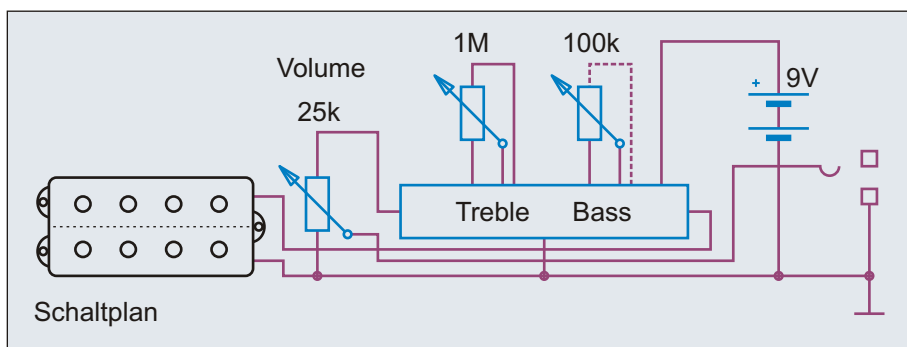 1M
100k
Volume
25k
+
9V
Treble
Bass
Schaltplan